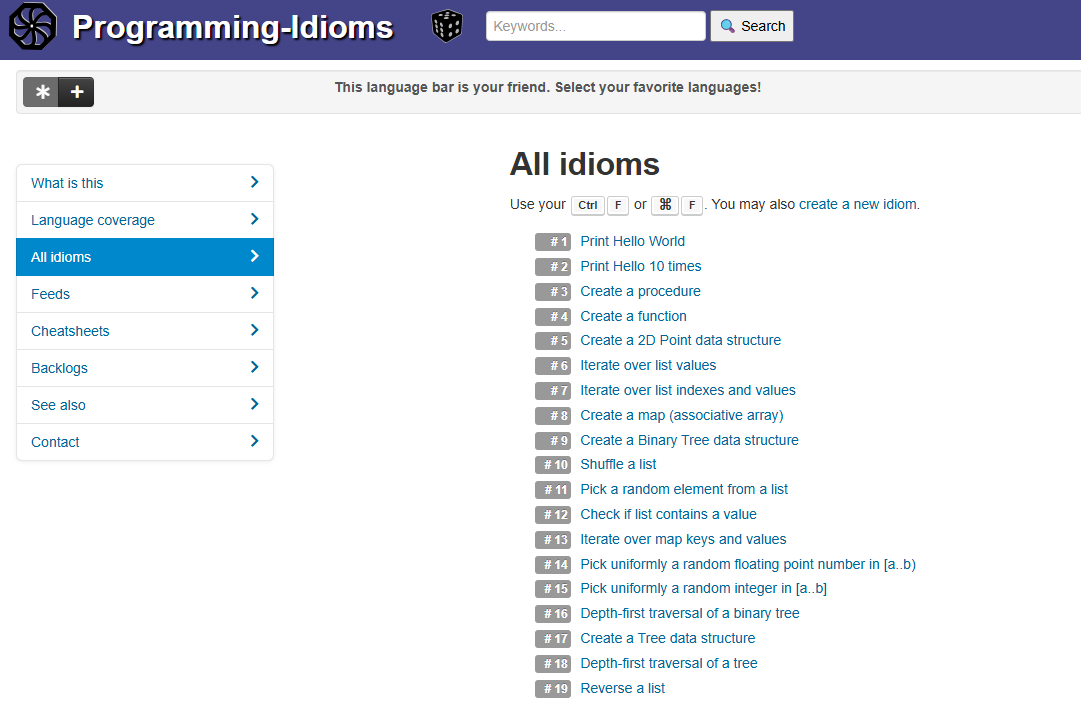 Programming-Idioms
Keywords...
Search
This language bar is your friend. Select your favorite languages!
What is this
Language coverage
All idioms
Feeds
Cheatsheets
Backlogs
See also
Contact
All idioms
Use your Ctrl F or ⌘ F . You may also create a new idiom.
# 1 Print Hello World
# 2 Print Hello 10 times
# 3 Create a procedure
# 4 Create a function
# 5 Create a 2D Point data structure
# 6 Iterate over list values
# 7 Iterate over list indexes and values
# 8 Create a map (associative array)
# 9 Create a Binary Tree data structure
# 10 Shuffle a list
# 11 Pick a random element from a list
# 12 Check if list contains a value
# 13 Iterate over map keys and values
# 14 Pick uniformly a random floating point number in [a..b)
# 15 Pick uniformly a random integer in [a..b]
# 16 Depth-first traversal of a binary tree
# 17 Create a Tree data structure
# 18 Depth-first traversal of a tree
# 19 Reverse a list